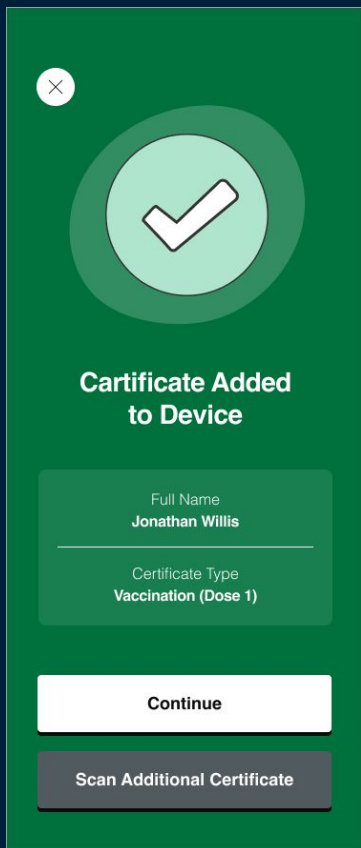 Cartificate Added
to Device
Full Name
Jonathan Willis
Certificate Type
Vaccination (Dose 1)
Continue
Scan Additional Certificate